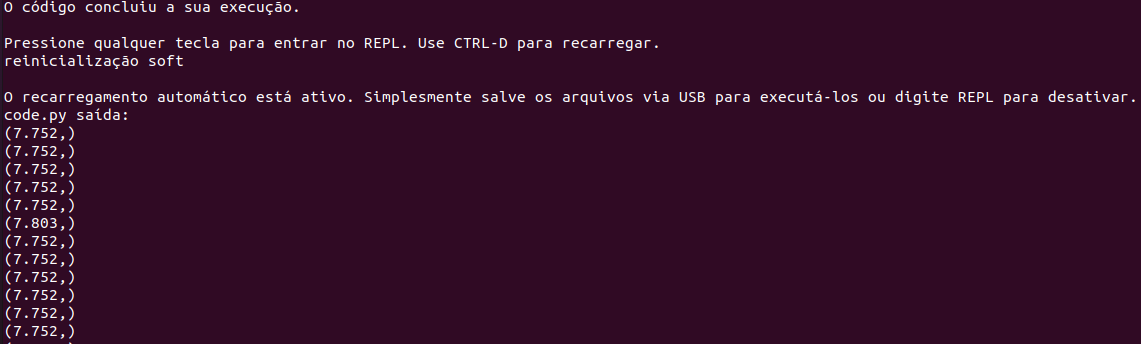 O código concluiu a sua execução.
Pressione qualquer tecla para entrar no REPL. Use CTRL-D para recarregar.
reinicialização soft
O recarregamento automático está ativo. Simplesmente salve os arquivos via USB para executá-los ou digite REPL para desativar.
code.py saída:
(7.752,)
(7.752,)
(7.752,)
(7.752,)
(7.752,)
(7.803,)
(7.752,)
(7.752,)
(7.752,)
(7.752,)
(7.752,)
(7.752,)